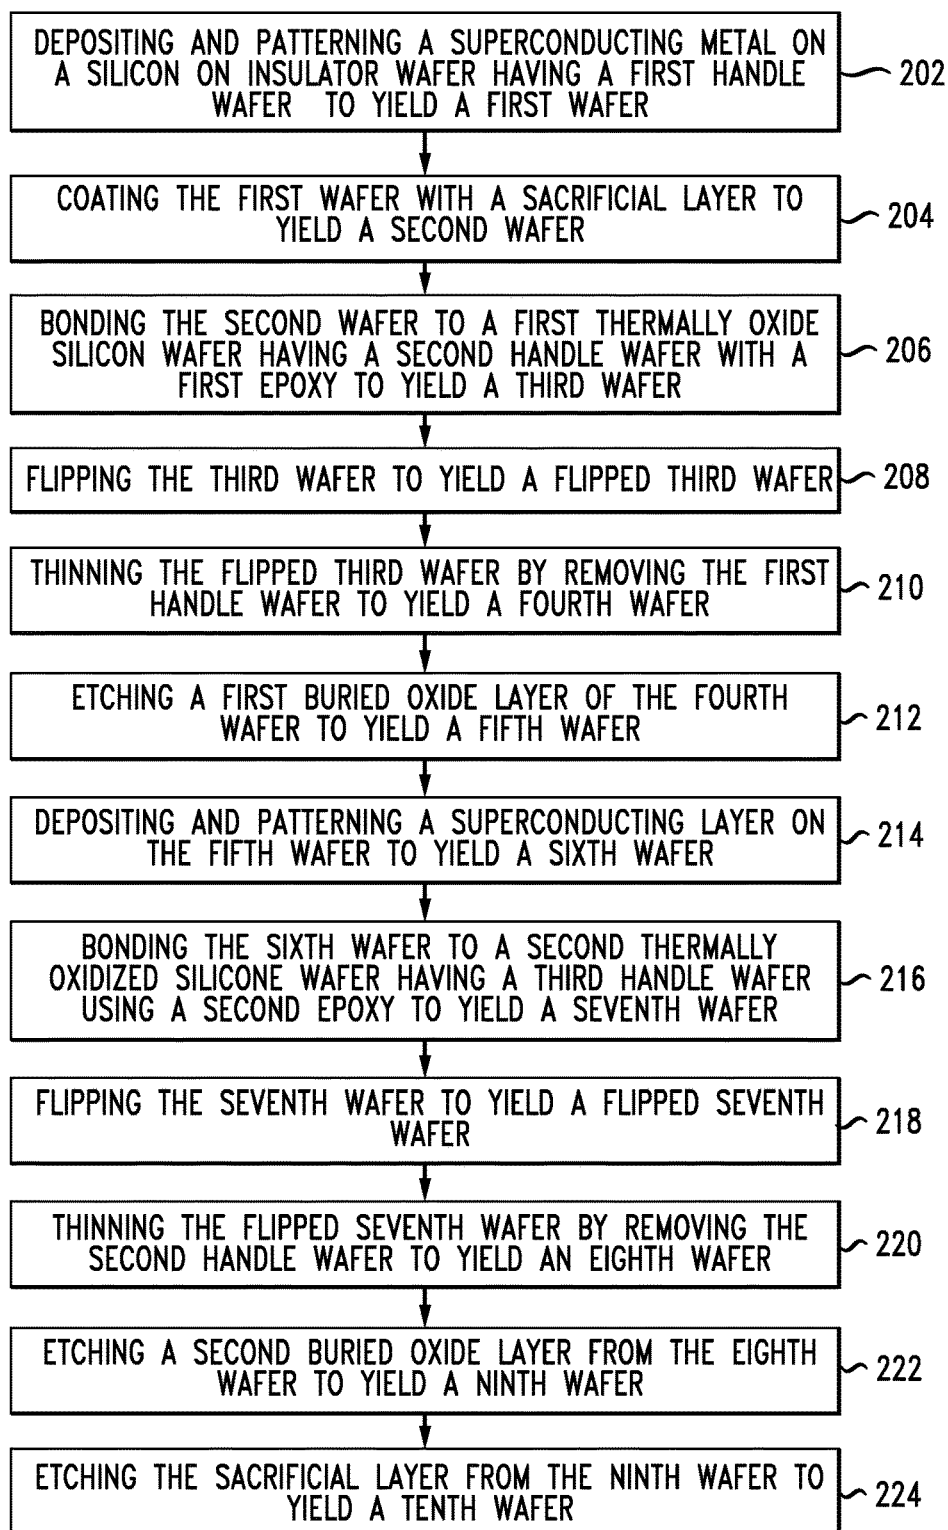 DEPOSITING AND PATTERNING A SUPERCONDUCTING METAL ON
A SILICON ON INSULATOR WAFER HAVING A FIRST HANDLE
WAFER TO YIELD A FIRST WAFER
202
COATING THE FIRST WAFER WITH A SACRIFICIAL LAYER TO
YIELD A SECOND WAFER
204
BONDING THE SECOND WAFER TO A FIRST THERMALLY OXIDE
SILICON WAFER HAVING A SECOND HANDLE WAFER WITH A
FIRST EPOXY TO YIELD A THIRD WAFER
206
FLIPPING THE THIRD WAFER TO YIELD A FLIPPED THIRD WAFER
208
THINNING THE FLIPPED THIRD WAFER BY REMOVING THE FIRST
HANDLE WAFER TO YIELD A FOURTH WAFER
210
ETCHING A FIRST BURIED OXIDE LAYER OF THE FOURTH
WAFER TO YIELD A FIFTH WAFER
212
DEPOSITING AND PATTERNING A SUPERCONDUCTING LAYER ON
THE FIFTH WAFER TO YIELD A SIXTH WAFER
214
BONDING THE SIXTH WAFER TO A SECOND THERMALLY
OXIDIZED SILICONE WAFER HAVING A THIRD HANDLE WAFER
USING A SECOND EPOXY TO YIELD A SEVENTH WAFER
216
FLIPPING THE SEVENTH WAFER TO YIELD A FLIPPED SEVENTH
WAFER
218
THINNING THE FLIPPED SEVENTH WAFER BY REMOVING THE
SECOND HANDLE WAFER TO YIELD AN EIGHTH WAFER
220
ETCHING A SECOND BURIED OXIDE LAYER FROM THE EIGHTH
WAFER TO YIELD A NINTH WAFER
222
ETCHING THE SACRIFICIAL LAYER FROM THE NINTH WAFER TO
YIELD A TENTH WAFER
224